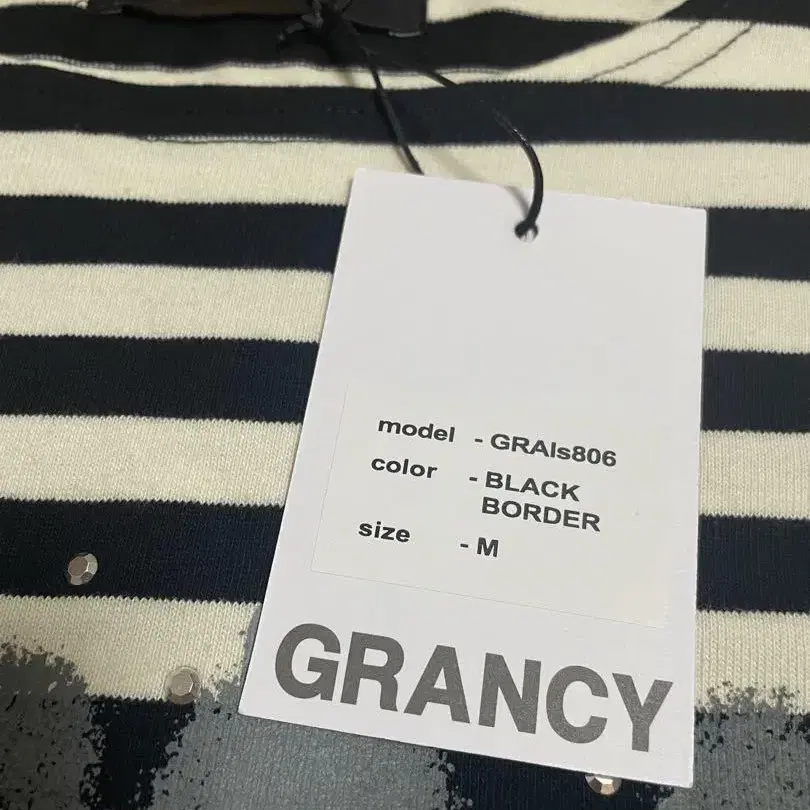 model - GRAls806
color - BLACK
BORDER
size - M
GRANCY